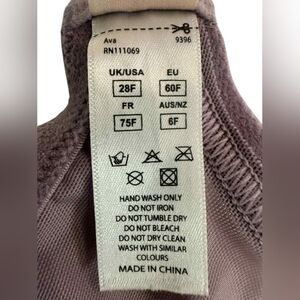 Ava 9396
RN111069
UK/USA EU
28F 60F
FR AUS/NZ
75F 6F
HAND WASH ONLY
DO NOT IRON
DO NOT TUMBLE DRY
DO NOT BLEACH
DO NOT DRY CLEAN
WASH WITH SIMILAR
COLOURS
MADE IN CHINA